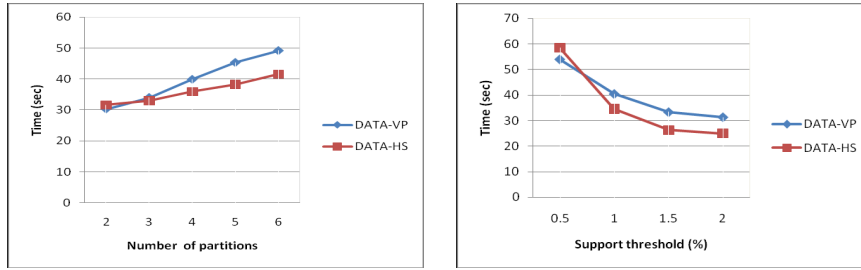 60
50
40
30
20
10
0
Time (sec)
2 3 4 5 6
Number of partitions
DATA-VP
DATA-HS
70
60
50
40
30
20
10
0
Time (sec)
0.5 1 1.5 2
Support threshold (%)
DATA-VP
DATA-HS